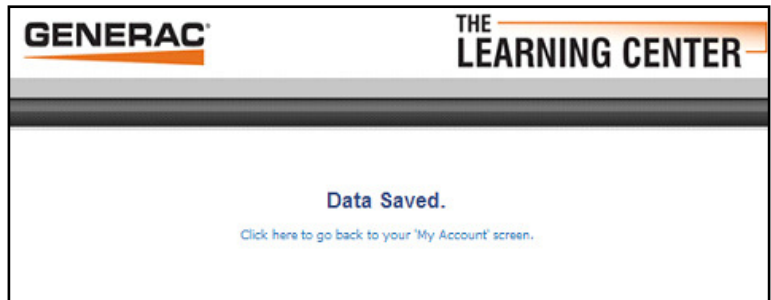 GENERAC®
THE
LEARNING CENTER
Data Saved.
Click here to go back to your 'My Account' screen.